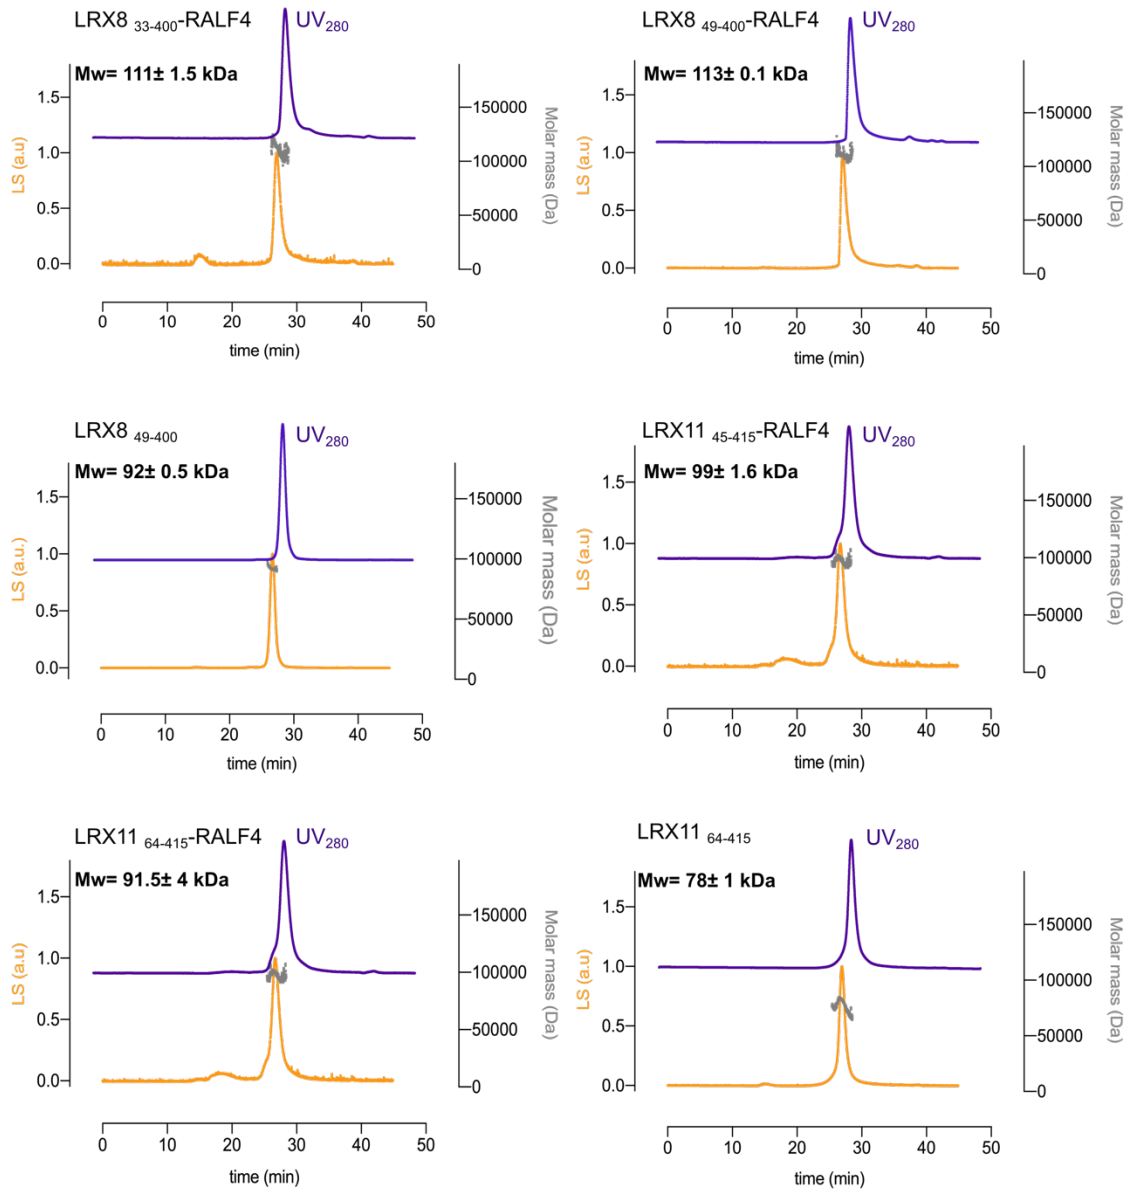 LRX8 33-400-RALF4 UV280
Mw= 111± 1.5 kDa
1.5
1.0
0.5
0.0
LS (a.u)
150000
100000
50000
0
Molar mass (Da)
0 10 20 30 40 50
time (min)
LRX8 49-400-RALF4 UV280
Mw= 113± 0.1 kDa
1.5
1.0
0.5
0.0
LS (a.u)
150000
100000
50000
0
Molar mass (Da)
0 10 20 30 40 50
time (min)
LRX8 49-400
UV280
Mw= 92± 0.5 kDa
1.5
1.0
0.5
0.0
LS (a.u.)
150000
100000
50000
0
Molar mass (Da)
0 10 20 30 40 50
time (min)
LRX11 45-415-RALF4 UV280
Mw= 99± 1.6 kDa
1.5
1.0
0.5
0.0
LS (a.u)
150000
100000
50000
0
Molar mass (Da)
0 10 20 30 40 50
time (min)
LRX11 64-415-RALF4 UV280
Mw= 91.5± 4 kDa
1.5
1.0
0.5
0.0
LS (a.u)
150000
100000
50000
0
Molar mass (Da)
0 10 20 30 40 50
time (min)
LRX11 64-415
UV280
Mw= 78± 1 kDa
1.5
1.0
0.5
0.0
LS (a.u)
150000
100000
50000
0
Molar mass (Da)
0 10 20 30 40 50
time (min)